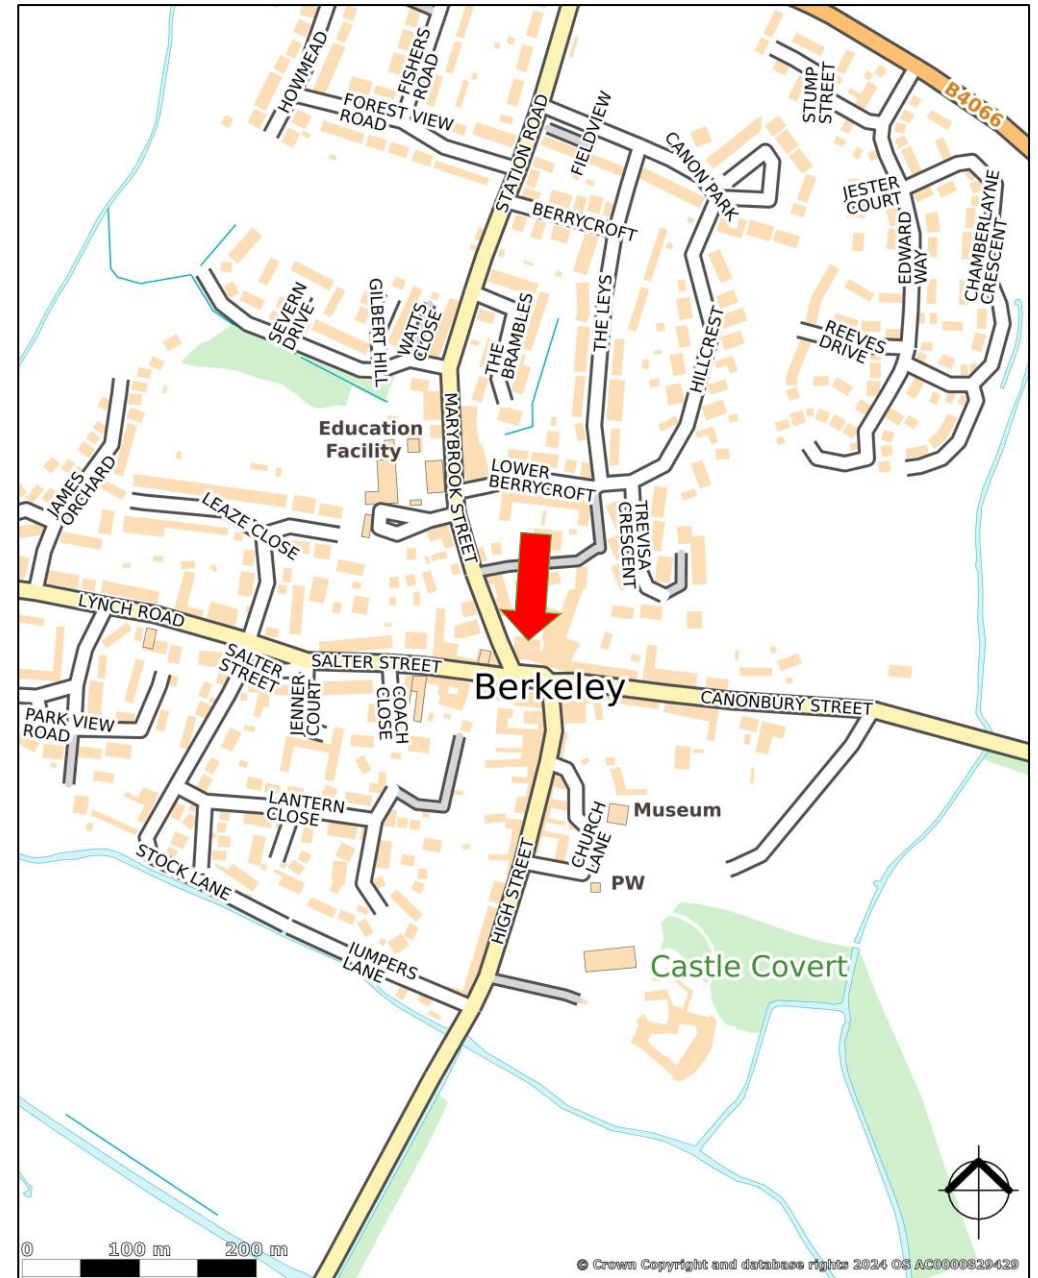 HOWMEAD
FISHERS
ROAD
FOREST VIEW
ROAD
STATION ROAD
FIELDVIEW
CANON PARK
STUMP
STREET
B4066
BERRYCROFT
JESTER
COURT
EDWARD
WAY
CHAMBERLAYNE
CRESCENT
SEVERN
DRIVE
GILBERT HILL
WATTS
CLOSE
THE
BRAMBLES
THE LEYS
HILLCREST
REEVES
DRIVE
Education
Facility
MARYBROOK STREET
LOWER
BERRYCROFT
JAMES
ORCHARD
LEAZE CLOSE
TREVISA
CRESCENT
LYNCH ROAD
SALTER
STREET
SALTER STREET
Berkeley
CANONBURY STREET
JENNER
COURT
COACH
CLOSE
PARK VIEW
ROAD
LANTERN
CLOSE
CHURCH
LANE
Museum
STOCK LANE
HIGH STREET
PW
JUMPERS
LANE
Castle Covert
0 100 m 200 m
© Crown Copyright and database rights 2024 OS AC0000829429